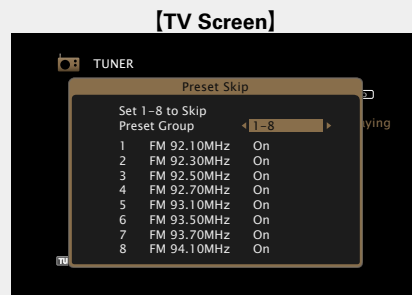 【TV Screen】
TUNER
Preset Skip
Set 1-8 to Skip
Preset Group 1-8
1 FM 92.10MHz On
2 FM 92.30MHz On
3 FM 92.50MHz On
4 FM 92.70MHz On
5 FM 93.10MHz On
6 FM 93.50MHz On
7 FM 93.70MHz On
8 FM 94.10MHz On
ying
TU